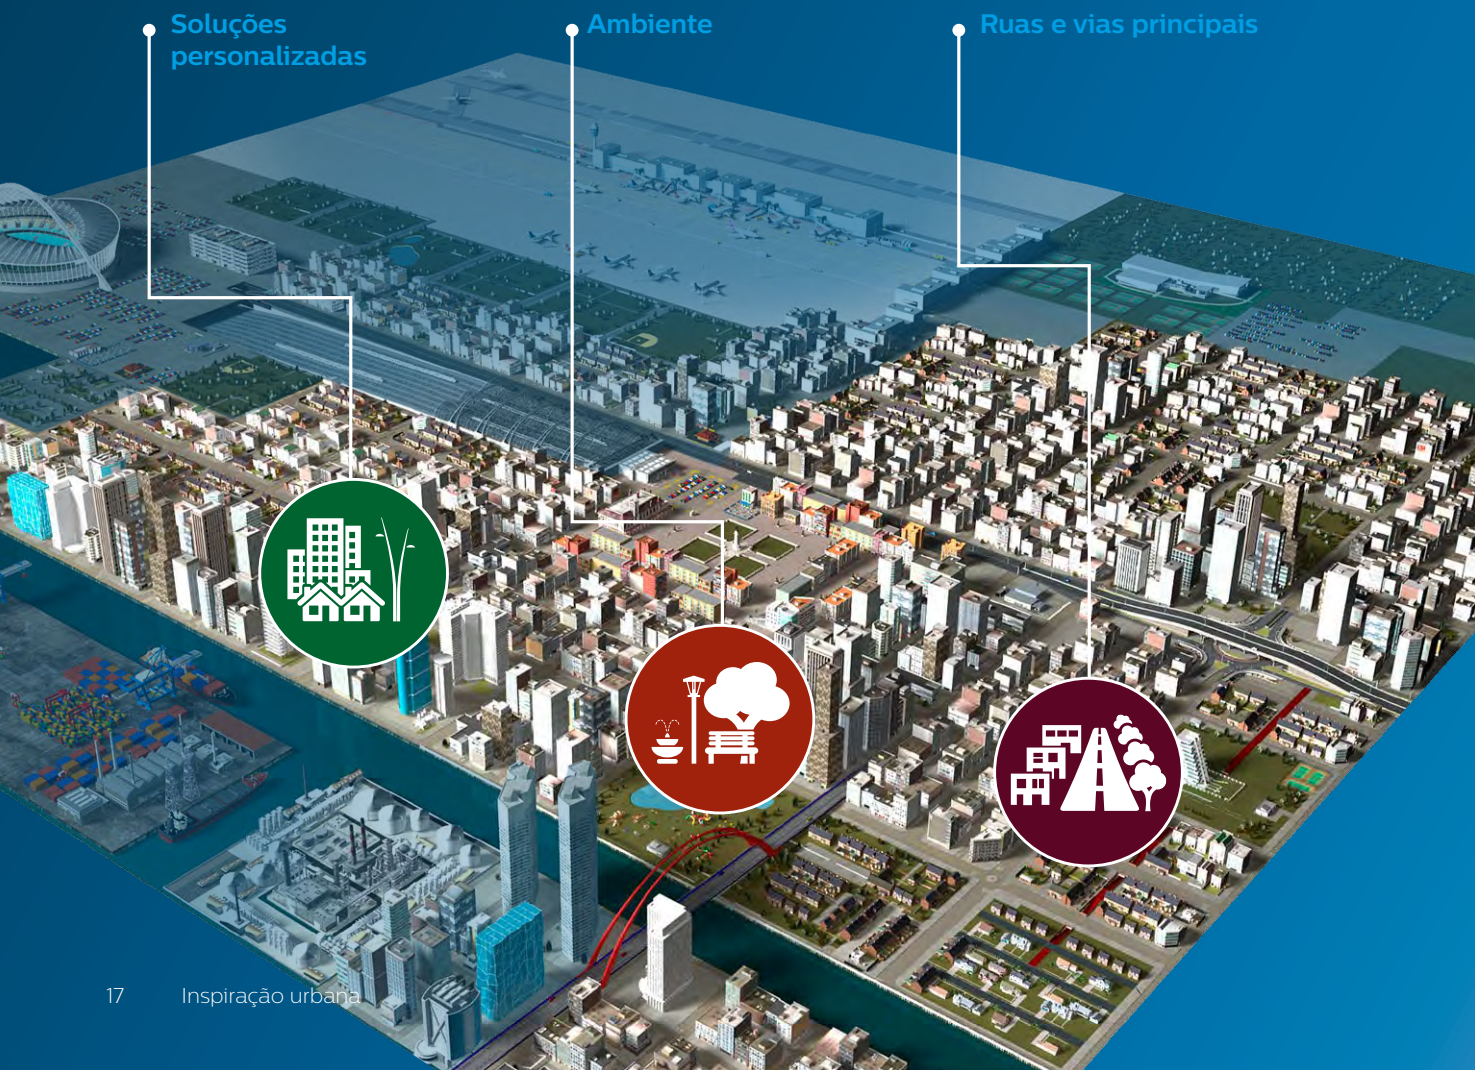 Soluções
personalizadas
Ambiente
Ruas e vias principais
17 Inspiração urbana